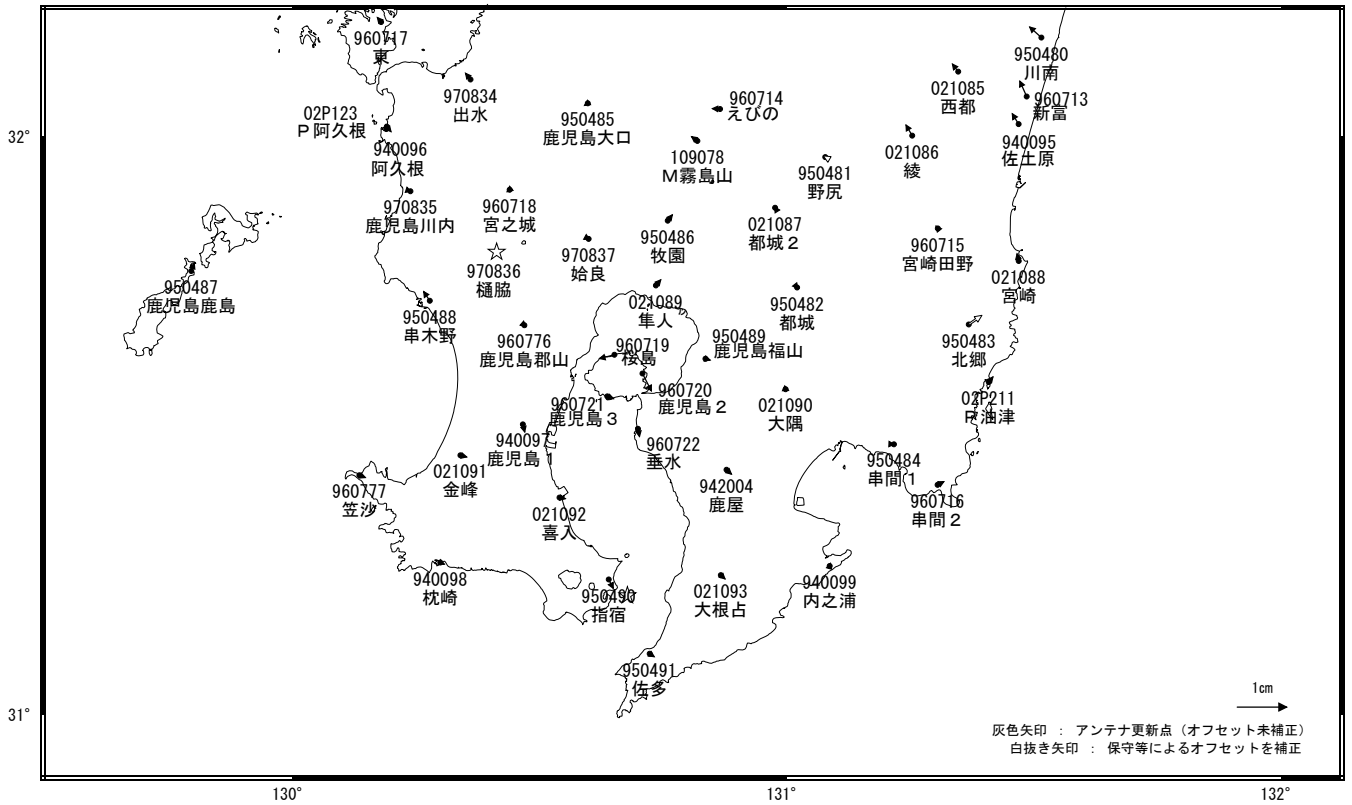 960717
東
950480
川南
970834
出水
021085
西都
960714
えびの
960713
新富
02P123
P阿久根
950485
鹿児島大口
940096
阿久根
940095
佐土原
021086
綾
109078
M霧島山
950481
野尻
970835
鹿児島川内
960718
宮之城
021087
都城２
960715
宮崎田野
950486
牧園
970837
姶良
970836
樋脇
021088
宮崎
950487
鹿児島鹿島
021089
隼人
950482
都城
950488
串木野
960776
鹿児島郡山
960719
桜島
950489
鹿児島福山
950483
北郷
960720
鹿児島２
960721
鹿児島３
021090
大隅
02P211
P油津
940097
鹿児島１
960722
垂水
021091
金峰
950484
串間１
942004
鹿屋
960777
笠沙
960716
串間２
021092
喜入
940098
枕崎
950490
指宿
021093
大根占
940099
内之浦
950491
佐多
32°
31°
1cm
灰色矢印 ： アンテナ更新点（オフセット未補正）
白抜き矢印 ： 保守等によるオフセットを補正
130°
131°
132°